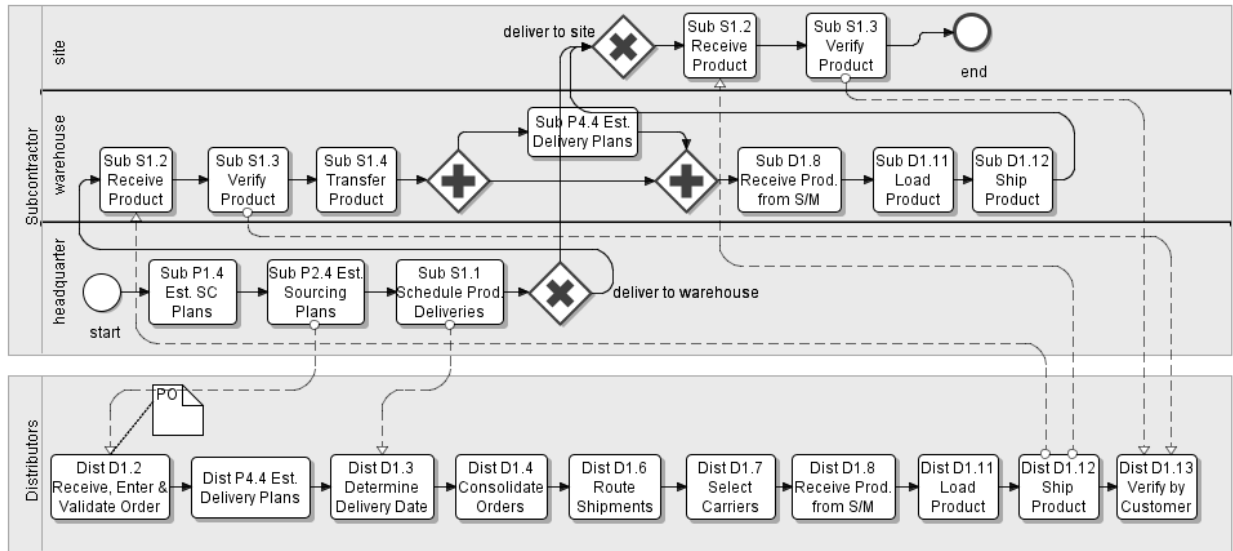 Subcontractor
site
deliver to site
Sub S1.2
Receive
Product
Sub S1.3
Verify
Product
end
warehouse
Sub S1.2
Receive
Product
Sub S1.3
Verify
Product
Sub S1.4
Transfer
Product
Sub P4.4 Est.
Delivery Plans
Sub D1.8
Receive Prod.
from S/M
Sub D1.11
Load
Product
Sub D1.12
Ship
Product
headquarter
start
Sub P1.4
Est. SC
Plans
Sub P2.4 Est.
Sourcing
Plans
Sub S1.1
Schedule Prod.
Deliveries
deliver to warehouse
Distributors
PO
Dist D1.2
Receive, Enter &
Validate Order
Dist P4.4 Est.
Delivery Plans
Dist D1.3
Determine
Delivery Date
Dist D1.4
Consolidate
Orders
Dist D1.6
Route
Shipments
Dist D1.7
Select
Carriers
Dist D1.8
Receive Prod.
from S/M
Dist D1.11
Load
Product
Dist D1.12
Ship
Product
Dist D1.13
Verify by
Customer